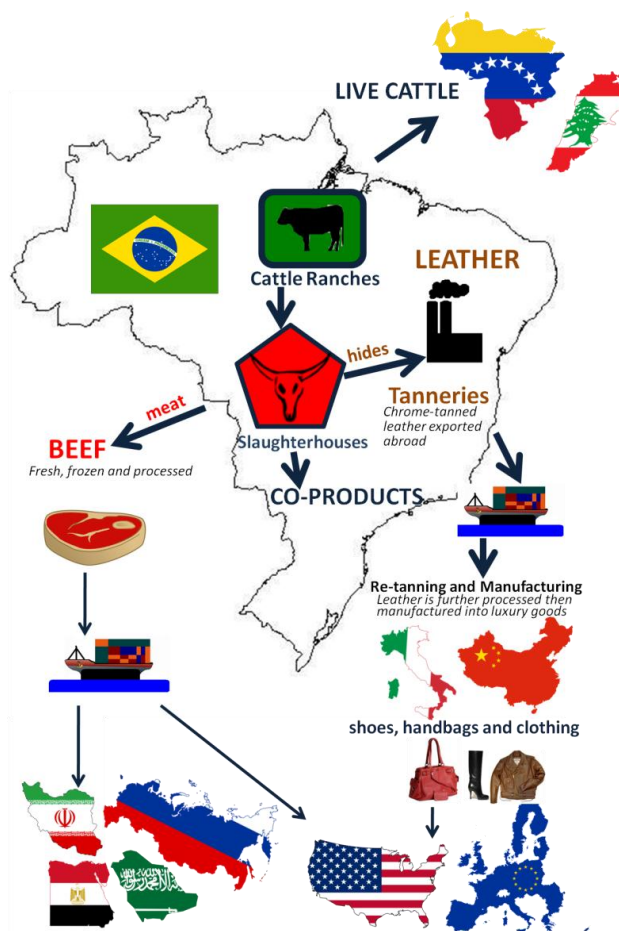 LIVE CATTLE
Cattle Ranches
LEATHER
hides
Tanneries
Chrome-tanned
leather exported
abroad
meat
BEEF
Fresh, frozen and processed
Slaughterhouses
CO-PRODUCTS
Re-tanning and Manufacturing
Leather is further processed then
manufactured into luxury goods
shoes, handbags and clothing